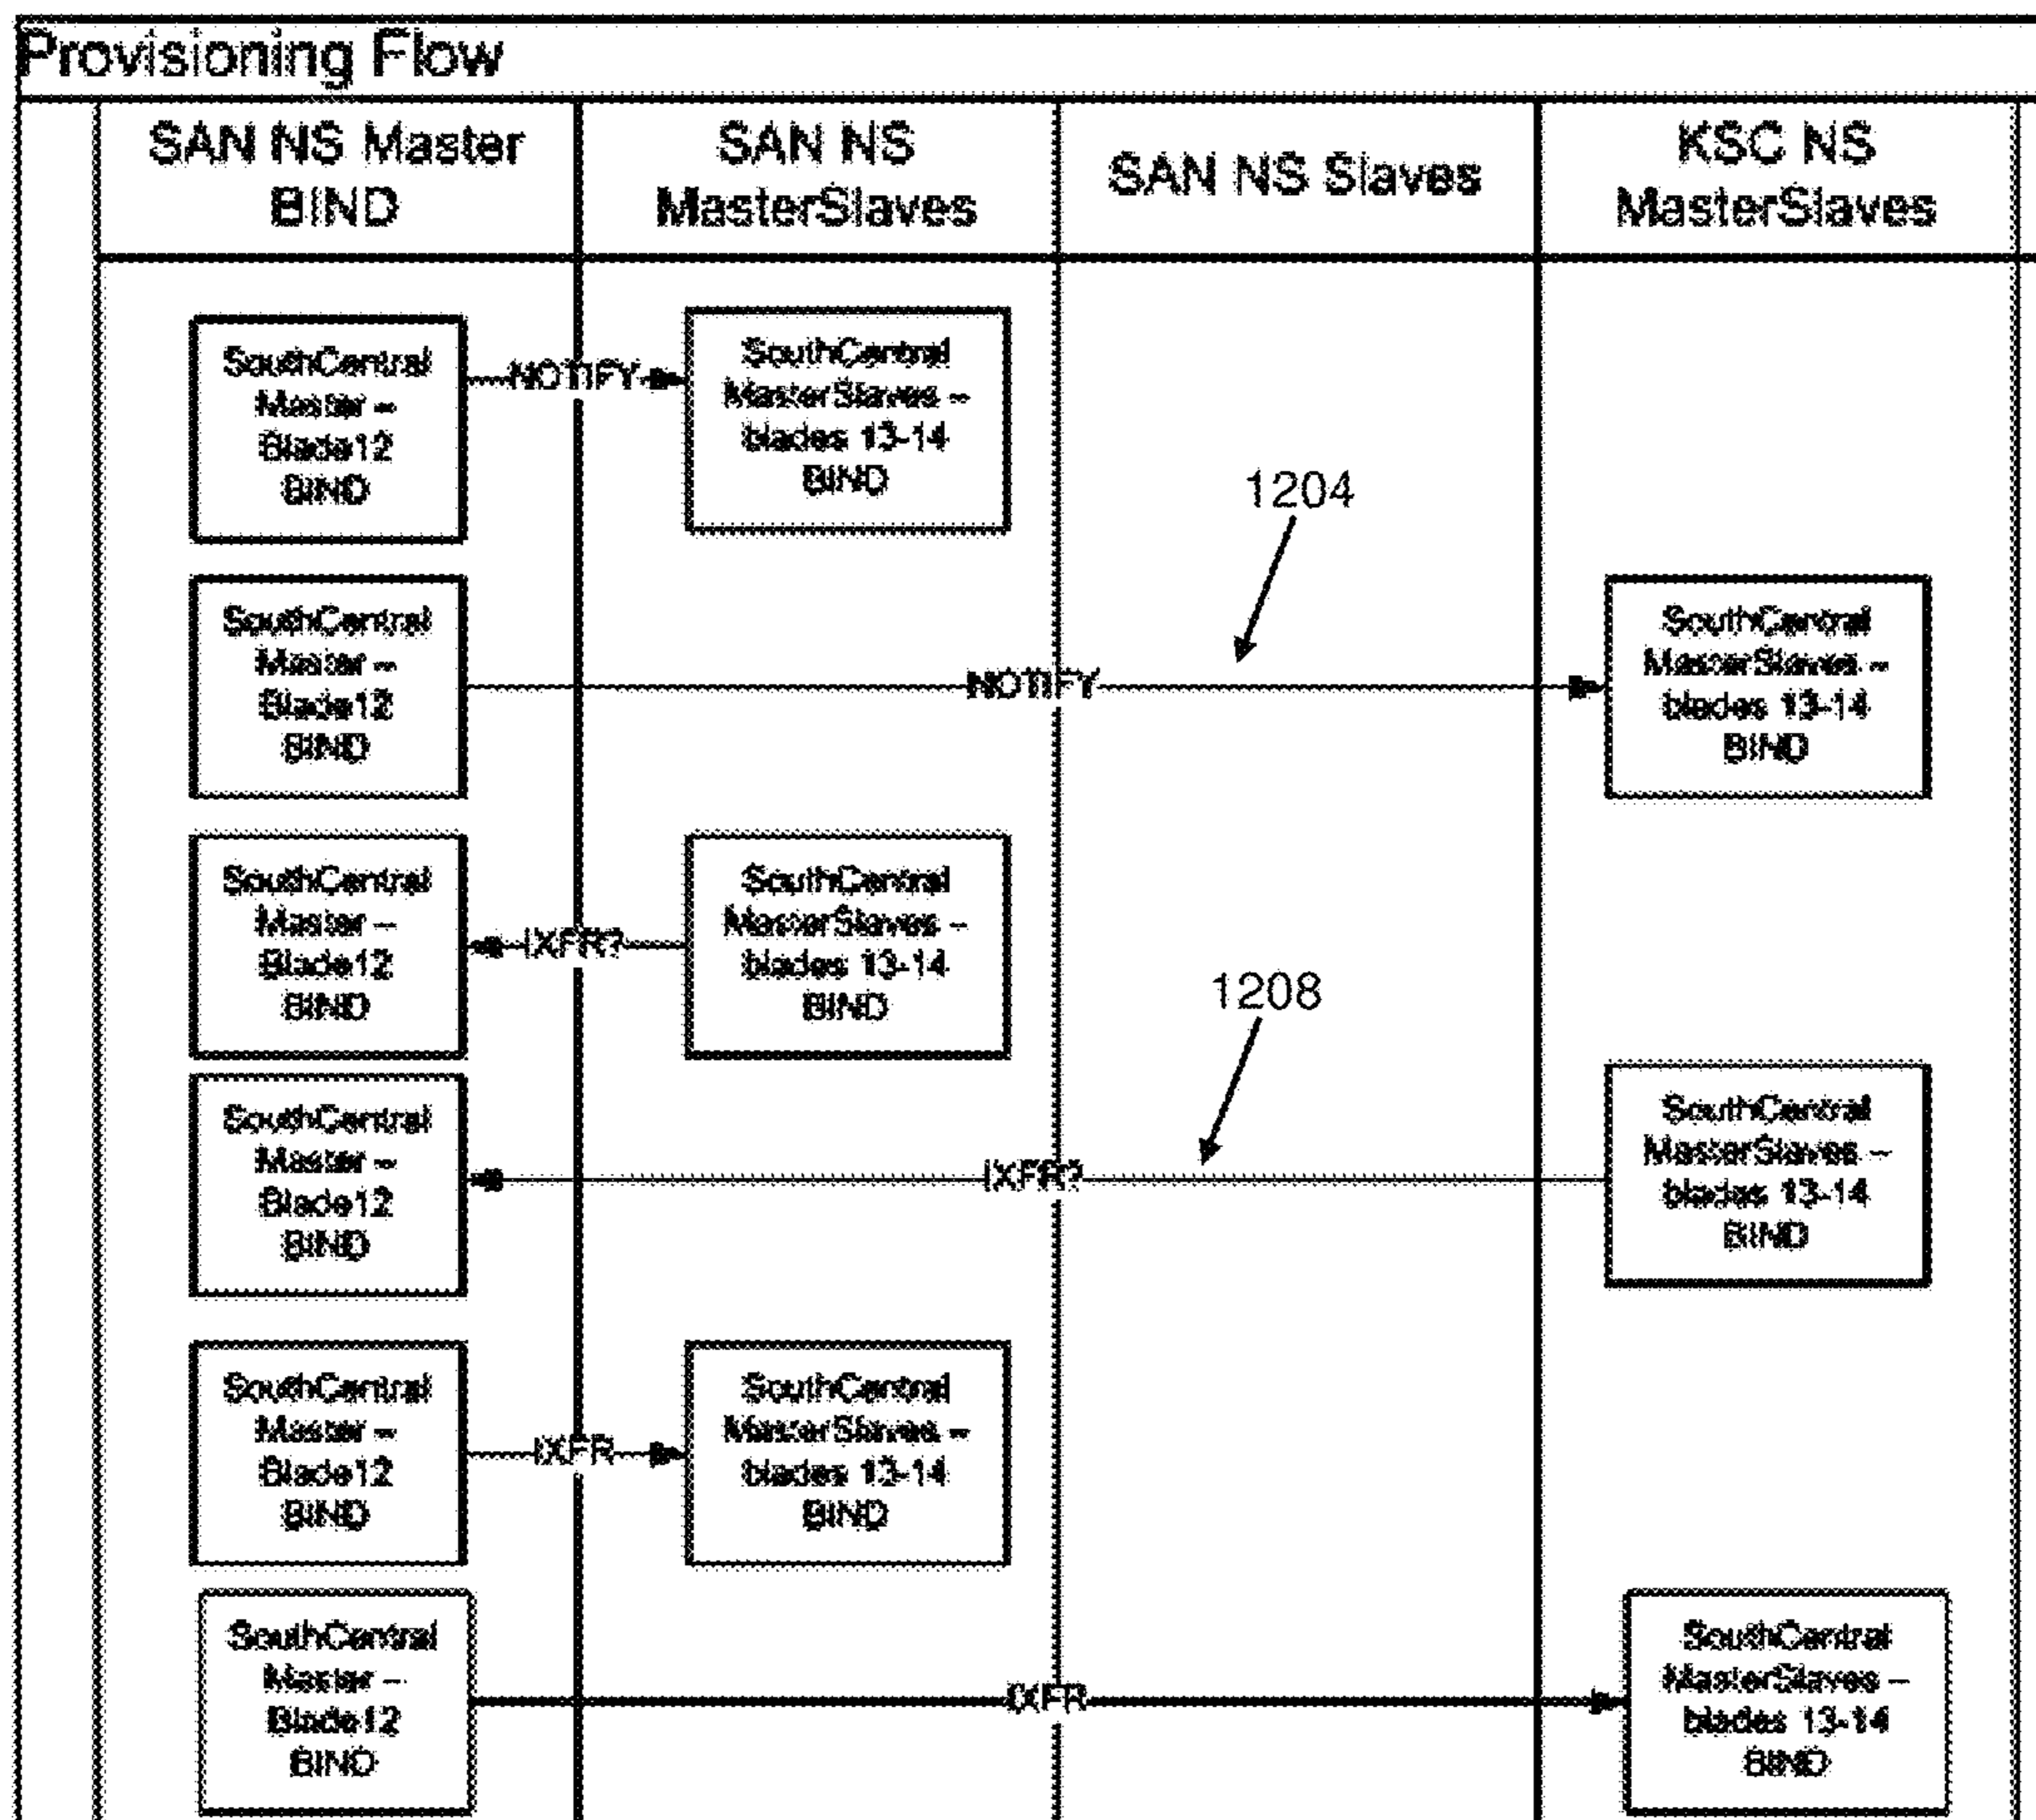 Provisioning Flow
SAN NS Master
BIND
SAN NS
MasterSlaves
SAN NS Slaves
KSC NS
MasterSlaves
SouthCentral
Master –
Blade12
BIND
NOTIFY
SouthCentral
MasterSlaves –
blades 13-14
BIND
1204
SouthCentral
Master –
Blade12
BIND
NOTIFY
SouthCentral
MasterSlaves –
blades 13-14
BIND
SouthCentral
Master –
Blade12
BIND
IXFR?
SouthCentral
MasterSlaves –
blades 13-14
BIND
1208
SouthCentral
Master –
Blade12
BIND
IXFR?
SouthCentral
MasterSlaves –
blades 13-14
BIND
SouthCentral
Master –
Blade12
BIND
IXFR
SouthCentral
MasterSlaves –
blades 13-14
BIND
SouthCentral
Master –
Blade12
BIND
IXFR
SouthCentral
MasterSlaves –
blades 13-14
BIND